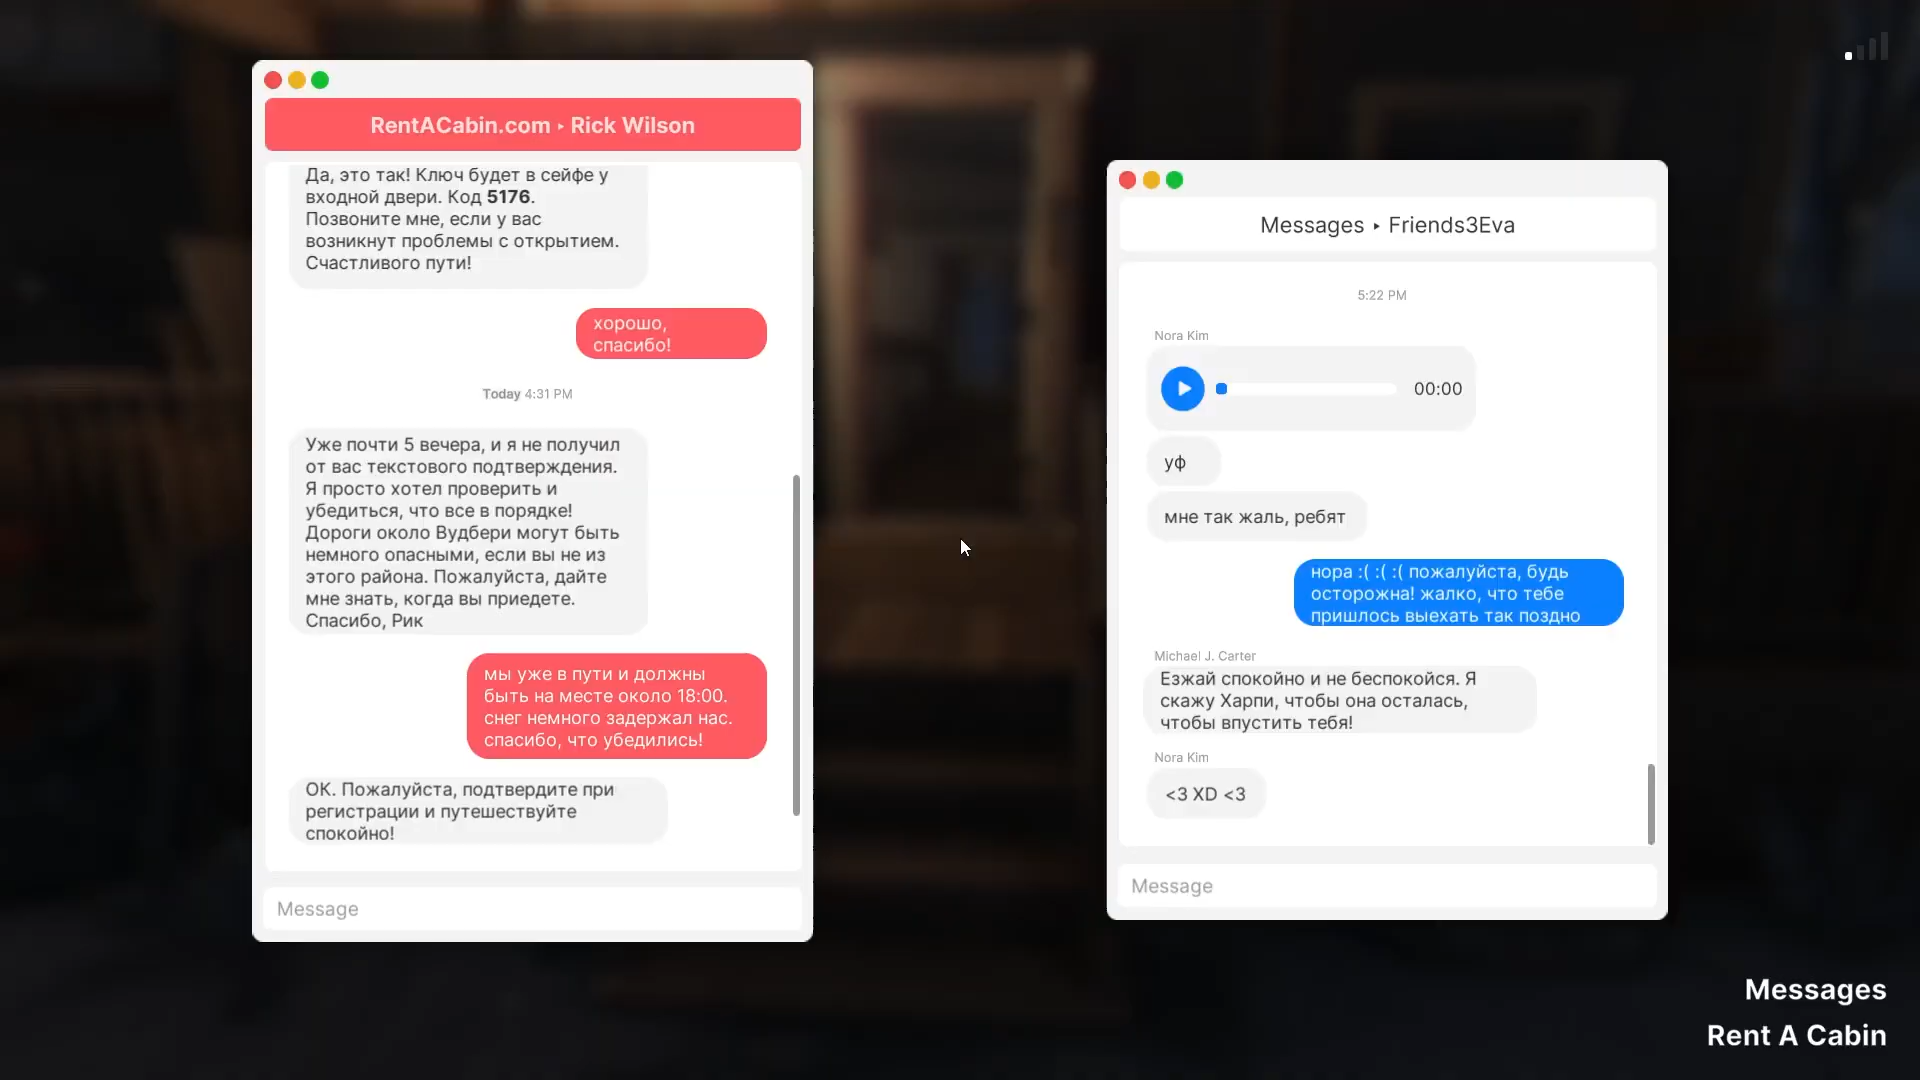 RentACabin.com ‣ Rick Wilson
Да, это так! Ключ будет в сейфе у
входной двери. Код 5176.
Позвоните мне, если у вас
возникнут проблемы с открытием.
Счастливого пути!
хорошо,
спасибо!
Today 4:31 PM
Уже почти 5 вечера, и я не получил
от вас текстового подтверждения.
Я просто хотел проверить и
убедиться, что все в порядке!
Дороги около Вудбери могут быть
немного опасными, если вы не из
этого района. Пожалуйста, дайте
мне знать, когда вы приедете.
Спасибо, Рик
мы уже в пути и должны
быть на месте около 18:00.
снег немного задержал нас.
спасибо, что убедились!
ОК. Пожалуйста, подтвердите при
регистрации и путешествуйте
спокойно!
Message
Messages ‣ Friends3Eva
5:22 PM
Nora Kim
00:00
уф
мне так жаль, ребят
нора :( :( :( пожалуйста, будь
осторожна! жалко, что тебе
пришлось выехать так поздно
Michael J. Carter
Езжай спокойно и не беспокойся. Я
скажу Харпи, чтобы она осталась,
чтобы впустить тебя!
Nora Kim
<3 XD <3
Message
Messages
Rent A Cabin